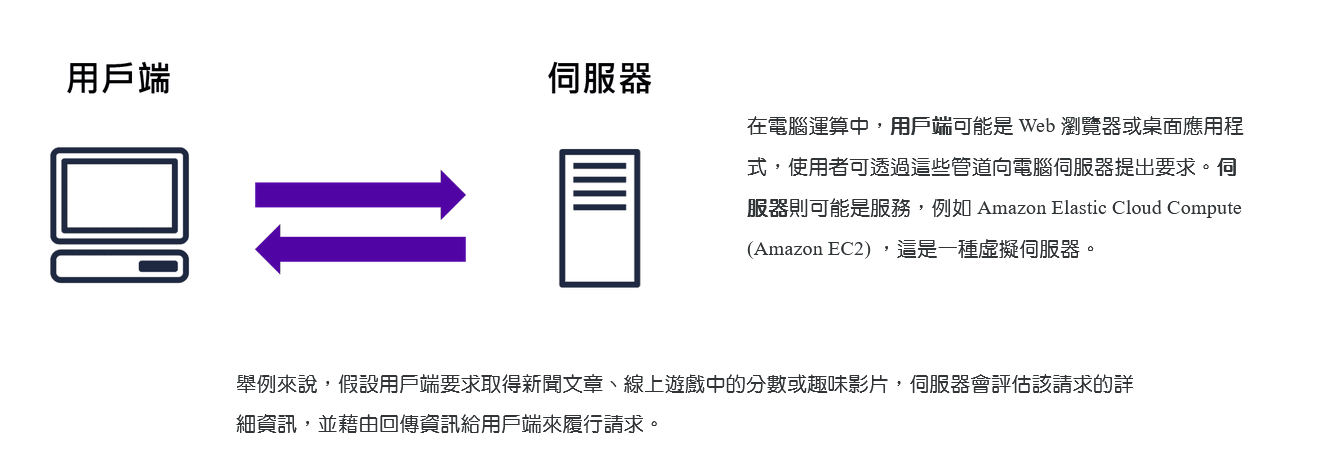 用戶端
伺服器
在電腦運算中，用戶端可能是 Web 瀏覽器或桌面應用程
式，使用者可透過這些管道向電腦伺服器提出要求。伺
服器則可能是服務，例如 Amazon Elastic Cloud Compute
(Amazon EC2) ，這是一種虛擬伺服器。
舉例來說，假設用戶端要求取得新聞文章、線上遊戲中的分數或趣味影片，伺服器會評估該請求的詳
細資訊，並藉由回傳資訊給用戶端來履行請求。